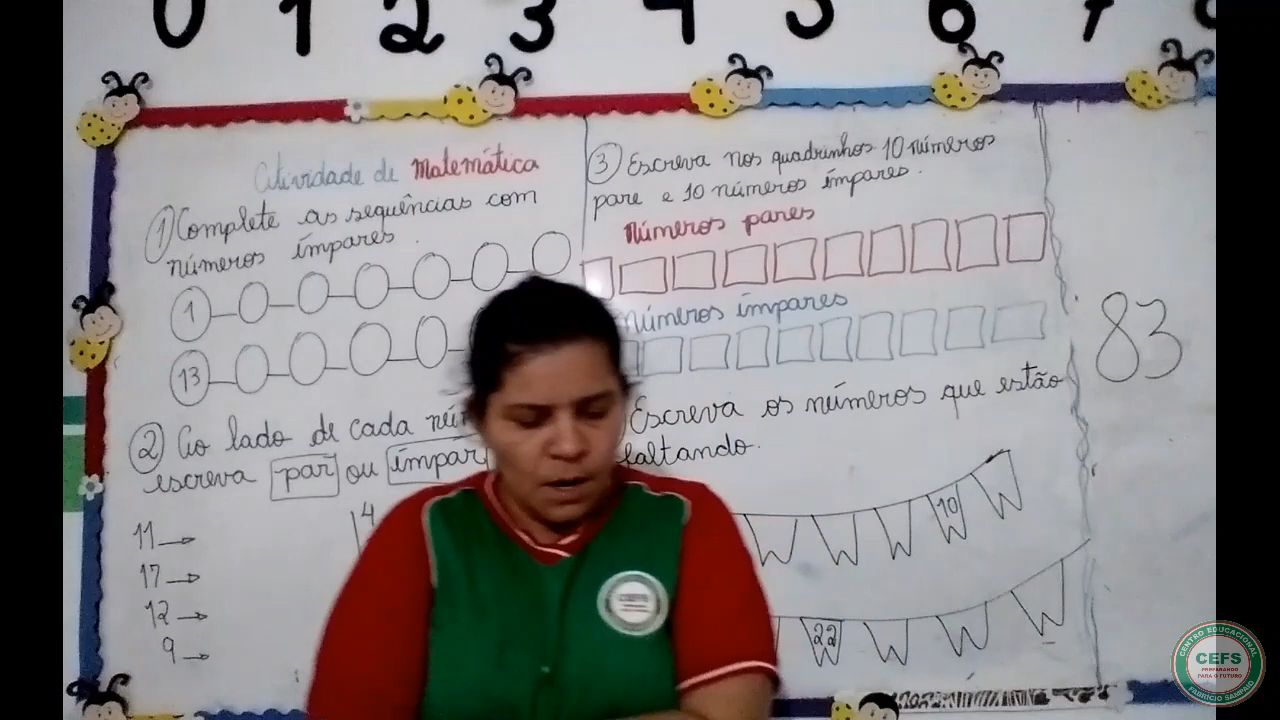 0 1 2 3 4 5 6 7
Atividade de Matemática
1 Complete as sequências com
números ímpares.
1
13
2 Ao lado de cada
escreva par ou ímpar
11
17
12
9
14
3 Escreva nos quadrinhos 10 números
pare e 10 números ímpares.
Números pares
números ímpares
Escreva os números que estão
faltando.
10
22
83
CEFS
CENTRO EDUCACIONAL
CEFS
PREPARANDO
PARA O FUTURO
FABRÍCIO SAMPAIO